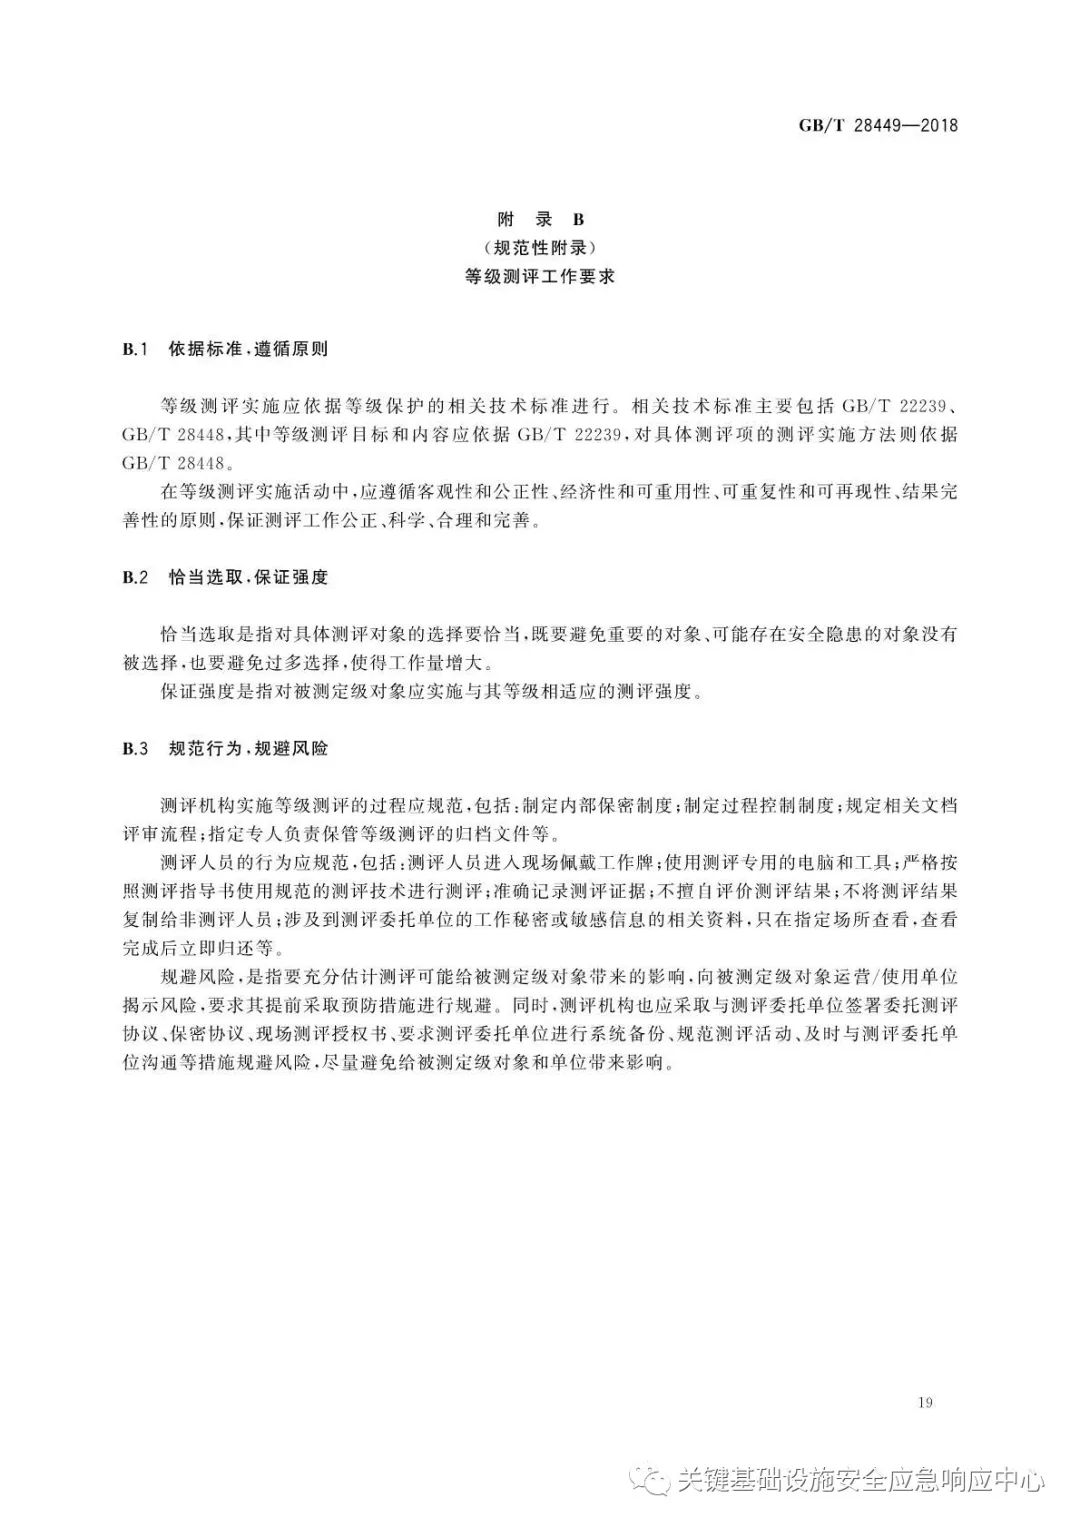 GB/T 28449—2018
附 录 B
（规范性附录）
等级测评工作要求
B.1 依据标准，遵循原则
等级测评实施应依据等级保护的相关技术标准进行。相关技术标准主要包括 GB/T 22239、
GB/T 28448，其中等级测评目标和内容应依据 GB/T 22239，对具体测评项的测评实施方法则依据
GB/T 28448。
在等级测评实施活动中，应遵循客观性和公正性、经济性和可重用性、可重复性和可再现性、结果完
善性的原则，保证测评工作公正、科学、合理和完善。
B.2 恰当选取，保证强度
恰当选取是指对具体测评对象的选择要恰当，既要避免重要的对象、可能存在安全隐患的对象没有
被选择，也要避免过多选择，使得工作量增大。
保证强度是指对被测定级对象应实施与其等级相适应的测评强度。
B.3 规范行为，规避风险
测评机构实施等级测评的过程应规范，包括：制定内部保密制度；制定过程控制制度；规定相关文档
评审流程；指定专人负责保管等级测评的归档文件等。
测评人员的行为应规范，包括：测评人员进入现场佩戴工作牌；使用测评专用的电脑和工具；严格按
照测评指导书使用规范的测评技术进行测评；准确记录测评证据；不擅自评价测评结果；不将测评结果
复制给非测评人员；涉及到测评委托单位的工作秘密或敏感信息的相关资料，只在指定场所查看，查看
完成后立即归还等。
规避风险，是指要充分估计测评可能给被测定级对象带来的影响，向被测定级对象运营/使用单位
揭示风险，要求其提前采取预防措施进行规避。同时，测评机构也应采取与测评委托单位签署委托测评
协议、保密协议、现场测评授权书、要求测评委托单位进行系统备份、规范测评活动、及时与测评委托单
位沟通等措施规避风险，尽量避免给被测定级对象和单位带来影响。
19
关键基础设施安全应急响应中心